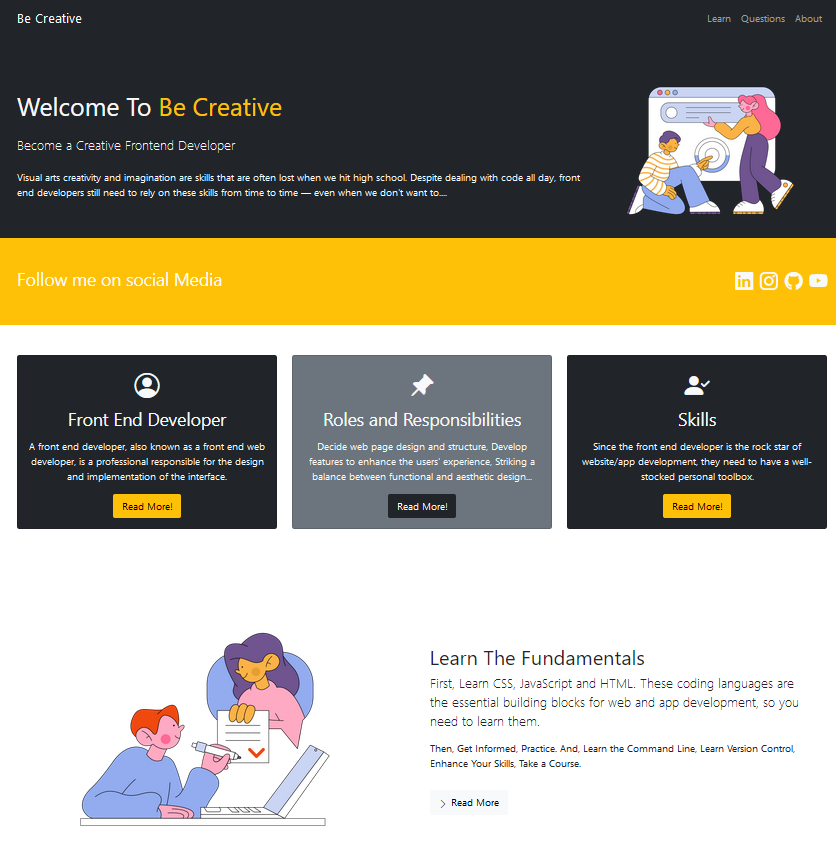 Be Creative
Learn Questions About
Welcome To Be Creative
Become a Creative Frontend Developer
Visual arts creativity and imagination are skills that are often lost when we hit high school. Despite dealing with code all day, front
end developers still need to rely on these skills from time to time — even when we don't want to....
Follow me on social Media
in
Front End Developer
A front end developer, also known as a front end web
developer, is a professional responsible for the design
and implementation of the interface.
Read More!
Roles and Responsibilities
Decide web page design and structure, Develop
features to enhance the users' experience, Striking a
balance between functional and aesthetic design...
Read More!
Skills
Since the front end developer is the rock star of
website/app development, they need to have a well-
stocked personal toolbox.
Read More!
Learn The Fundamentals
First, Learn CSS, JavaScript and HTML. These coding languages are
the essential building blocks for web and app development, so you
need to learn them.
Then, Get Informed, Practice. And, Learn the Command Line, Learn Version Control,
Enhance Your Skills, Take a Course.
Read More